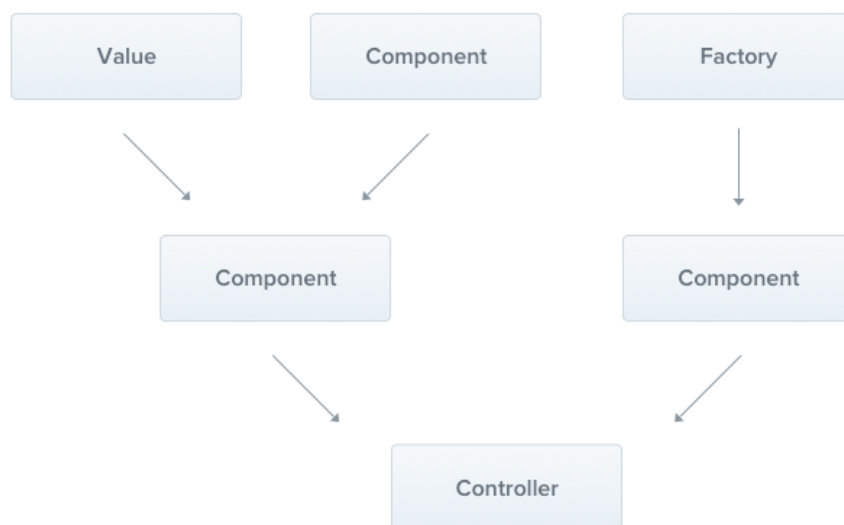 Value
Component
Factory
Component
Component
Controller